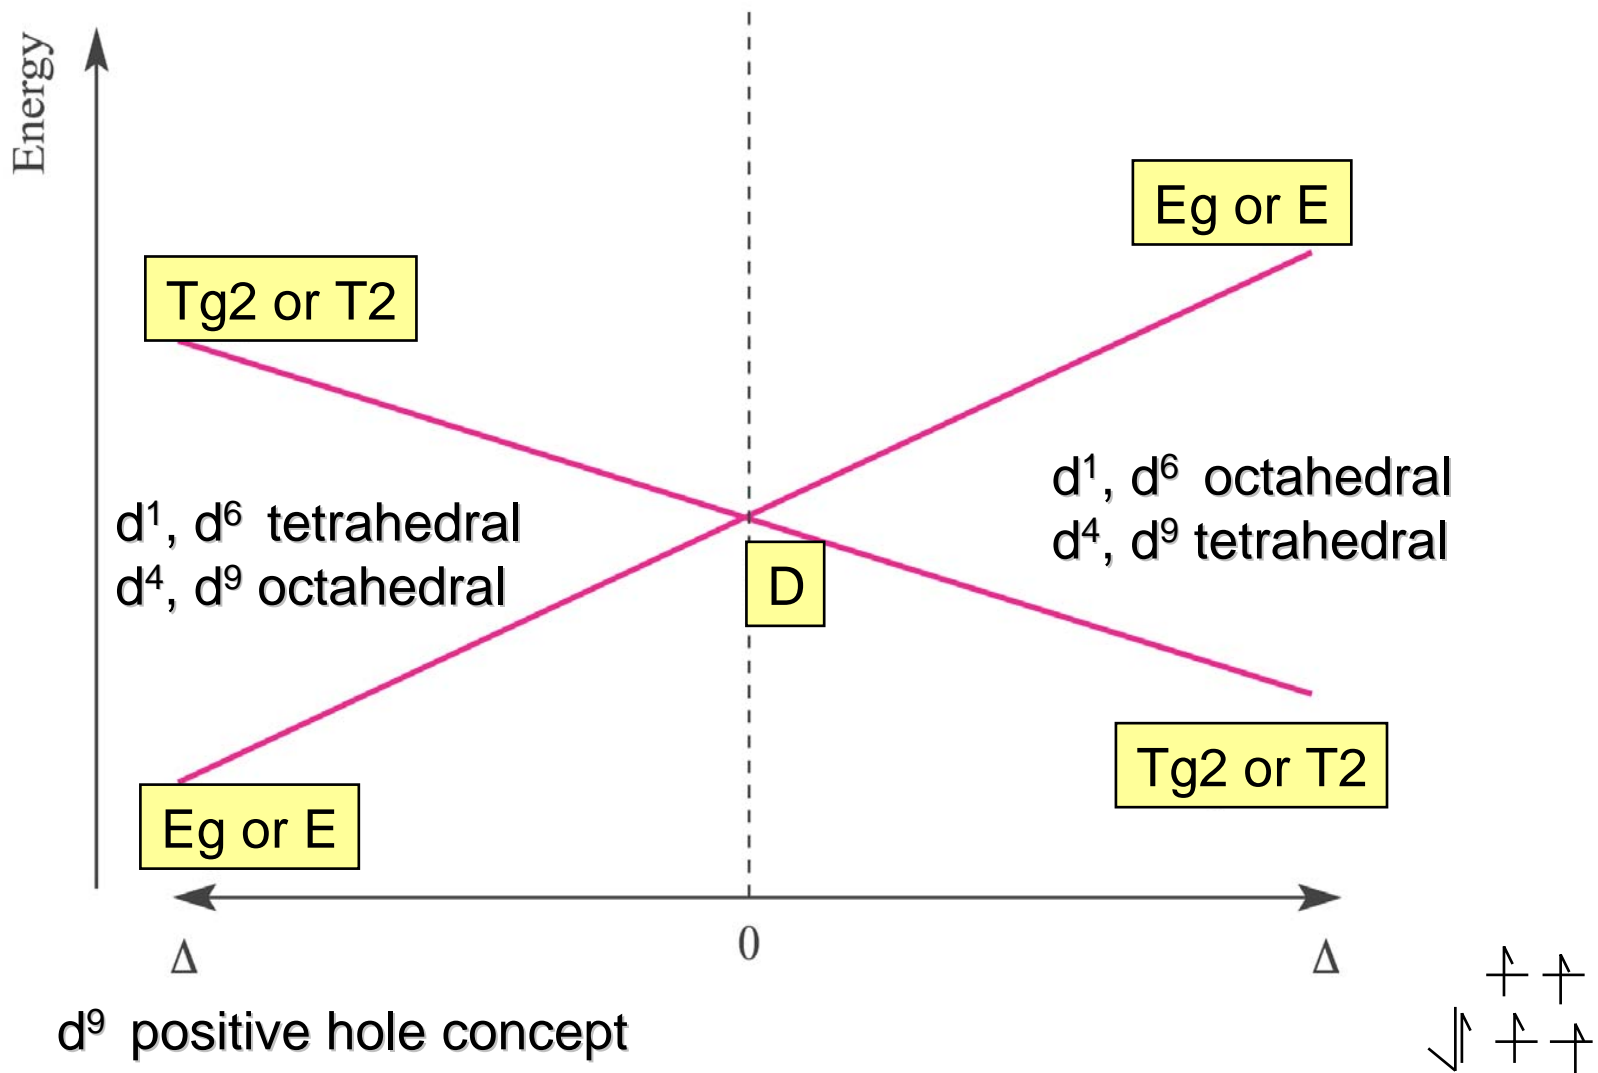 Energy
Eg or E
Tg2 or T2
d¹, d⁶ octahedral
d⁴, d⁹ tetrahedral
d¹, d⁶ tetrahedral
d⁴, d⁹ octahedral
D
Tg2 or T2
Eg or E
Δ
0
Δ
d⁹ positive hole concept